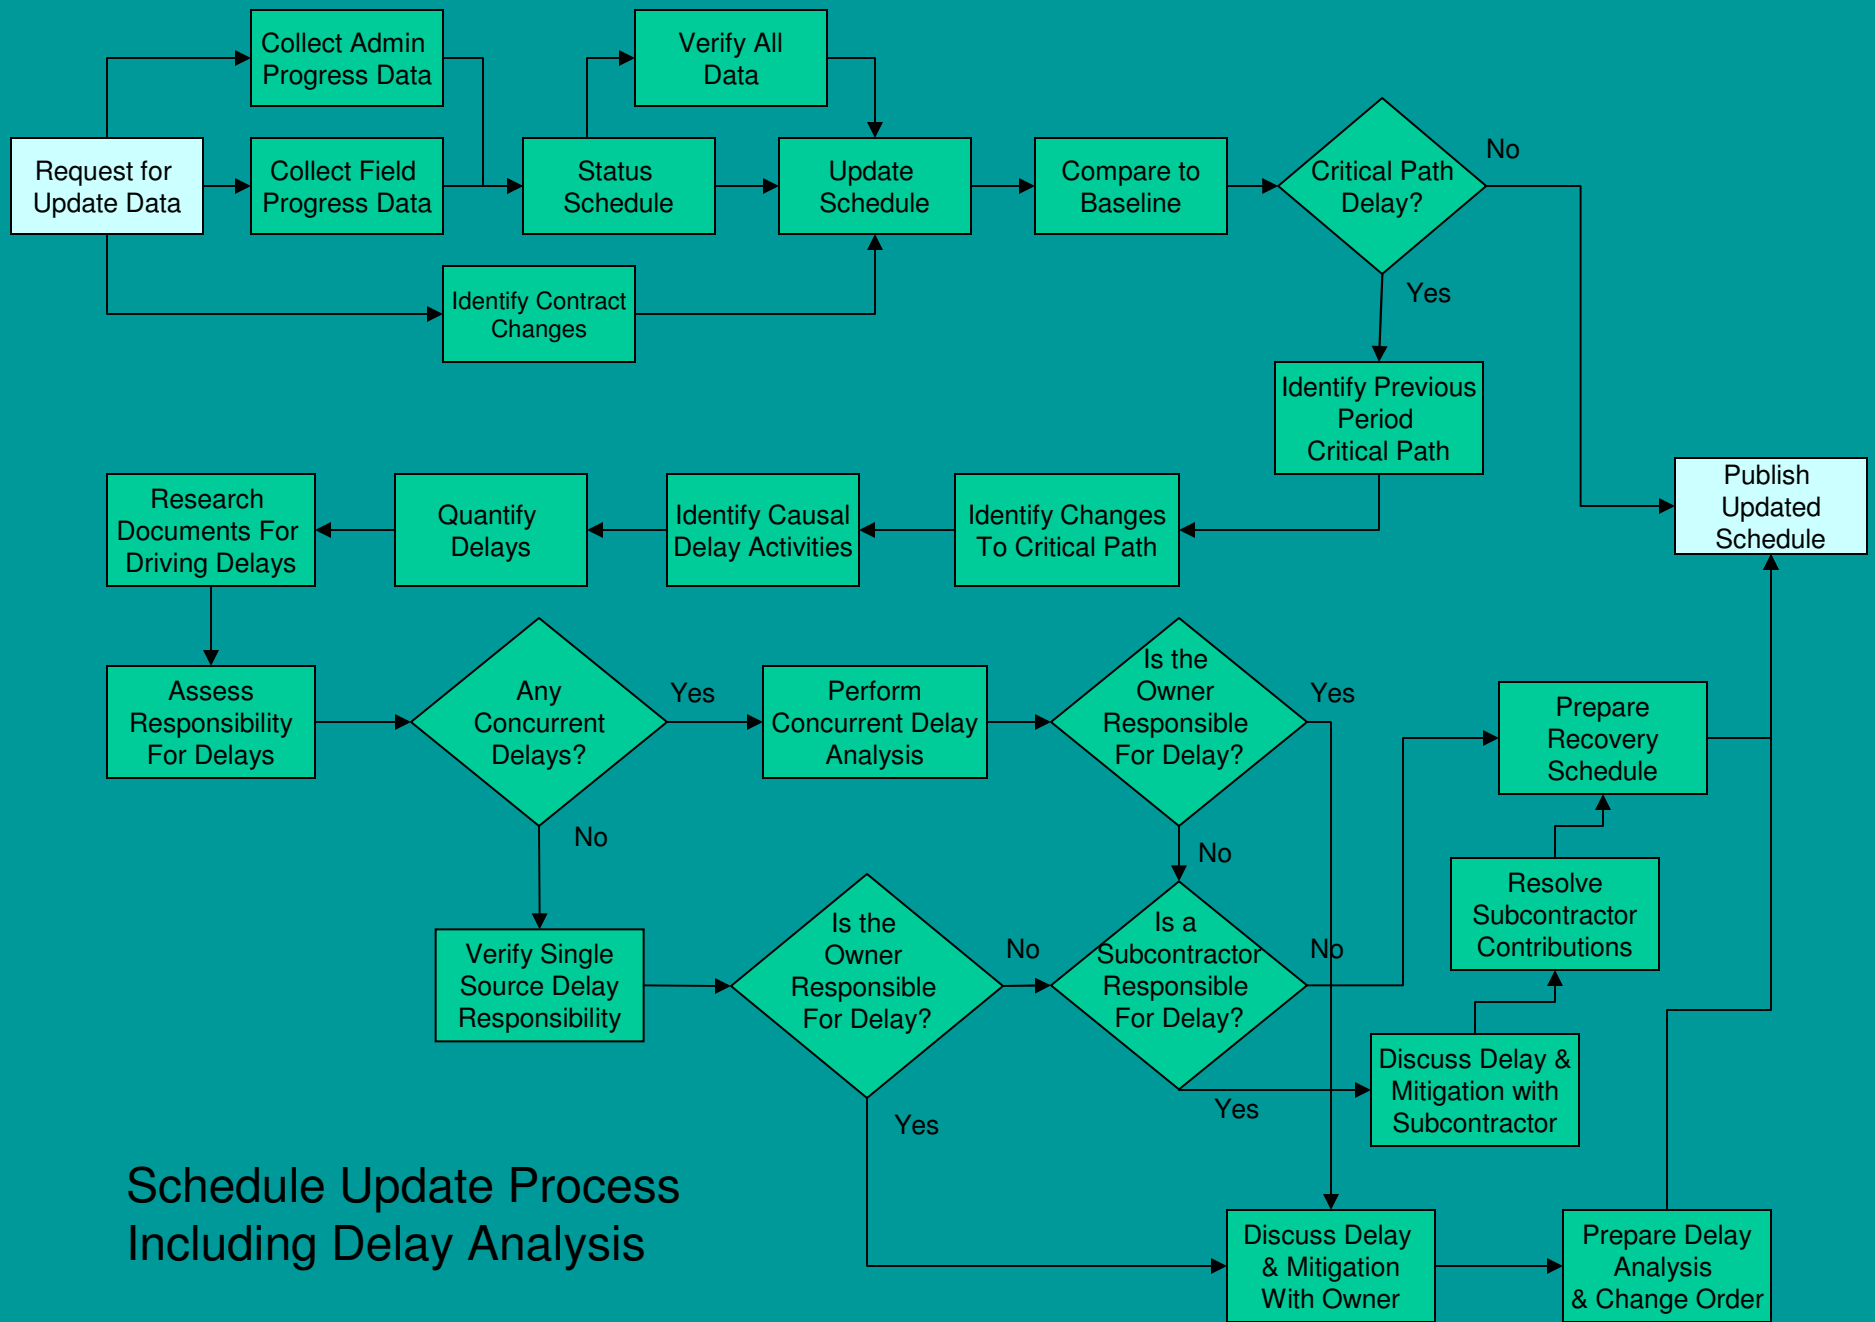 Collect Admin
Progress Data
Verify All
Data
Request for
Update Data
Collect Field
Progress Data
Status
Schedule
Update
Schedule
Compare to
Baseline
Critical Path
Delay?
No
Yes
Identify Contract
Changes
Identify Previous
Period
Critical Path
Publish
Updated
Schedule
Research
Documents For
Driving Delays
Quantify
Delays
Identify Causal
Delay Activities
Identify Changes
To Critical Path
Assess
Responsibility
For Delays
Any
Concurrent
Delays?
Yes
No
Perform
Concurrent Delay
Analysis
Is the
Owner
Responsible
For Delay?
Yes
No
Prepare
Recovery
Schedule
Resolve
Subcontractor
Contributions
Verify Single
Source Delay
Responsibility
Is the
Owner
Responsible
For Delay?
No
Yes
Is a
Subcontractor
Responsible
For Delay?
No
Yes
Discuss Delay &
Mitigation with
Subcontractor
Schedule Update Process
Including Delay Analysis
Discuss Delay
& Mitigation
With Owner
Prepare Delay
Analysis
& Change Order